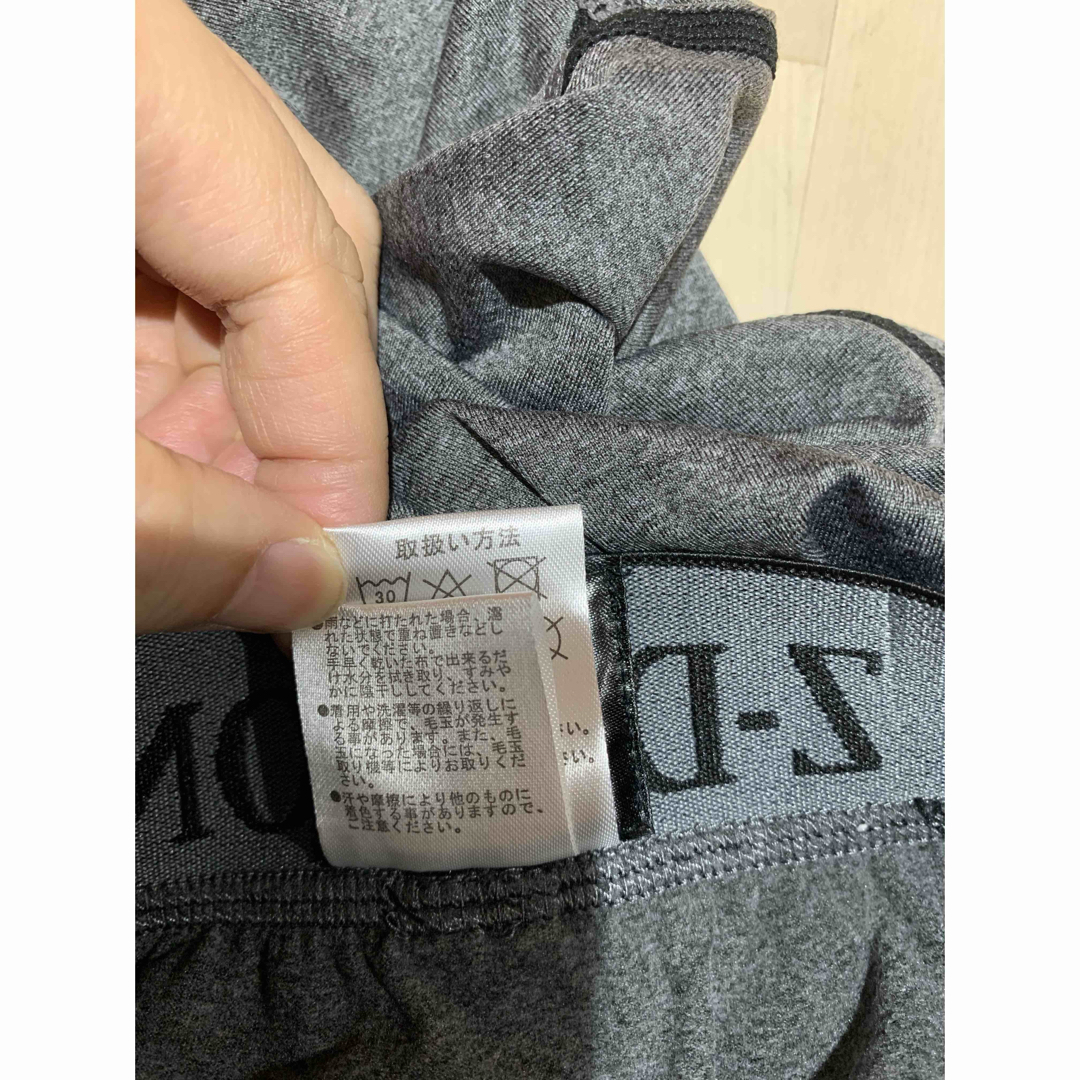 取扱い方法
30
●雨などに打たれた場合、濡
れた状態で重ね置きなどし
ないでください。
手早く乾いた布で出来るだ
け水分を拭き取り、すみや
かに陰干ししてください。
●着用や洗濯等の繰り返しに
よる摩擦で、毛玉が発生す
る事があります。また、毛
玉になった場合には、毛玉
取り機等によりお取りくだ
さい。
●汗や摩擦により他のものに
着色する事がありますので、
ご注意ください。
い。
さい。
Z-D
OM